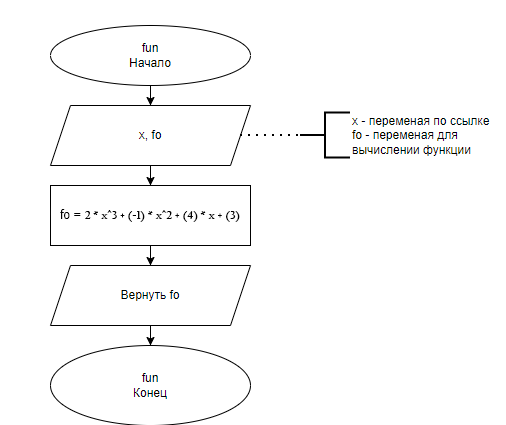 fun
Начало
x, fo
x - переменая по ссылке
fo - переменая для
вычислении функции
fo = 2 * x^3 + (-1) * x^2 + (4) * x + (3)
Вернуть fo
fun
Конец